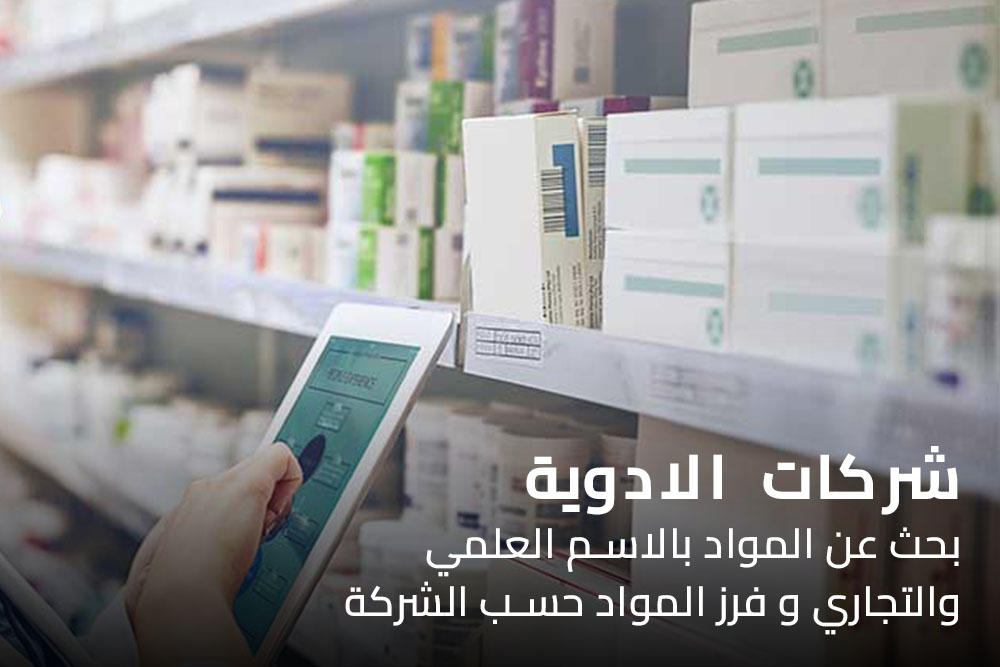 شركات الادوية
بحث عن المواد بالاسم العلمي
والتجاري و فرز المواد حسب الشركة